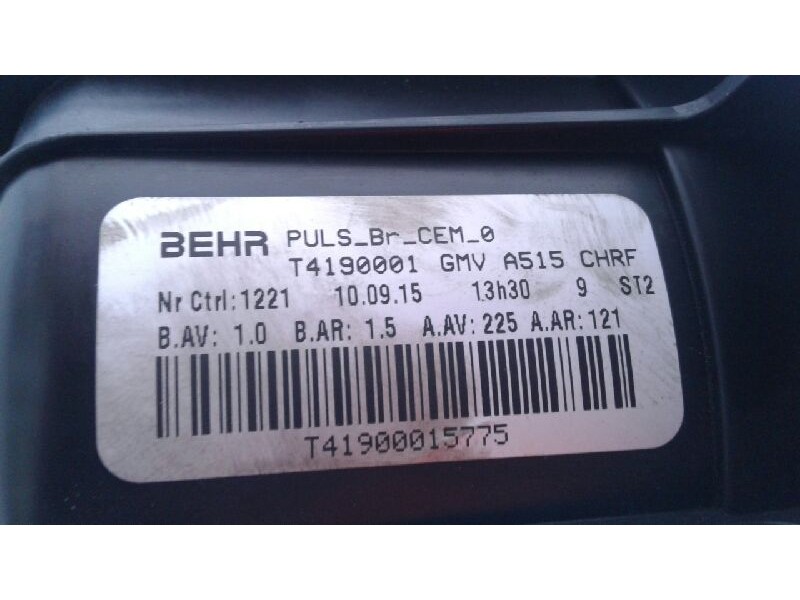 BEHR PULS_Br_CEM_0
T4190001 GMV A515 CHRF
Nr Ctrl:1221 10.09.15 13h30 9 ST2
B.AV: 1.0 B.AR: 1.5 A.AV: 225 A.AR: 121
T41900015775